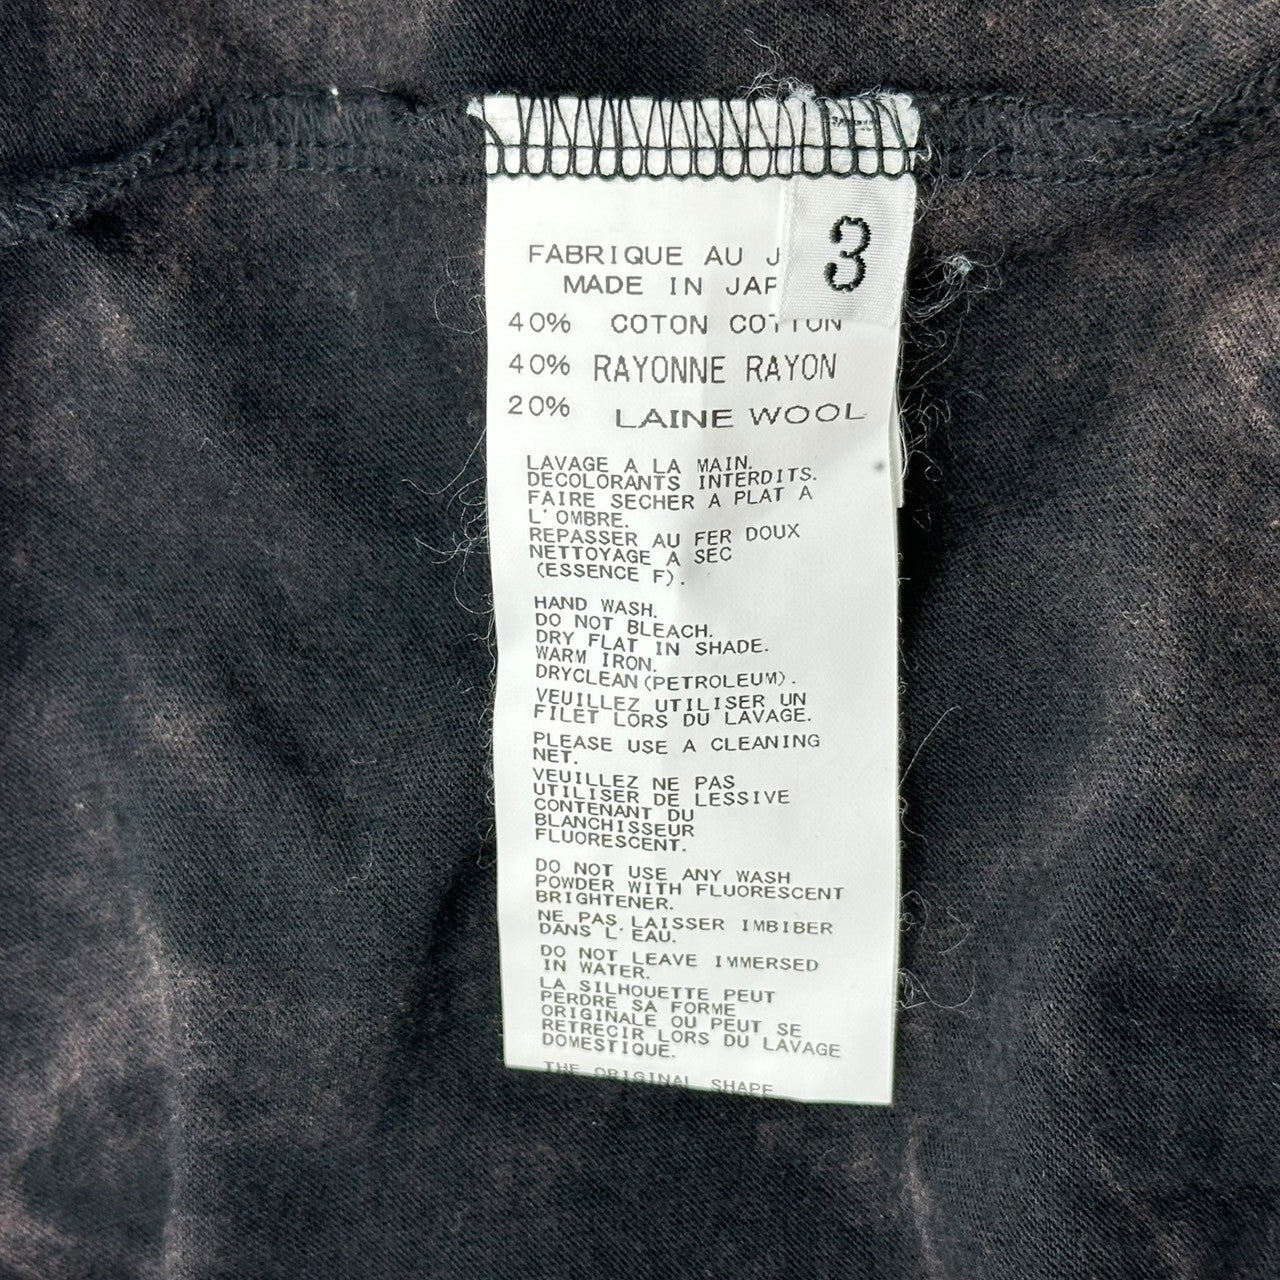 3
FABRIQUE AU J
MADE IN JAP
40% COTON COTTON
40% RAYONNE RAYON
20% LAINE WOOL
LAVAGE A LA MAIN.
DECOLORANTS INTERDITS.
FAIRE SECHER A PLAT A
L'OMBRE.
REPASSER AU FER DOUX
NETTOYAGE A SEC
(ESSENCE F).
HAND WASH.
DO NOT BLEACH.
DRY FLAT IN SHADE.
WARM IRON.
DRYCLEAN(PETROLEUM).
VEUILLEZ UTILISER UN
FILET LORS DU LAVAGE.
PLEASE USE A CLEANING
NET.
VEUILLEZ NE PAS
UTILISER DE LESSIVE
CONTENANT DU
BLANCHISSEUR
FLUORESCENT.
DO NOT USE ANY WASH
POWDER WITH FLUORESCENT
BRIGHTENER.
NE PAS LAISSER IMBIBER
DANS L'EAU.
DO NOT LEAVE IMMERSED
IN WATER.
LA SILHOUETTE PEUT
PERDRE SA FORME
ORIGINALE OU PEUT SE
RETRECIR LORS DU LAVAGE
DOMESTIQUE.
THE ORIGINAL SHAPE